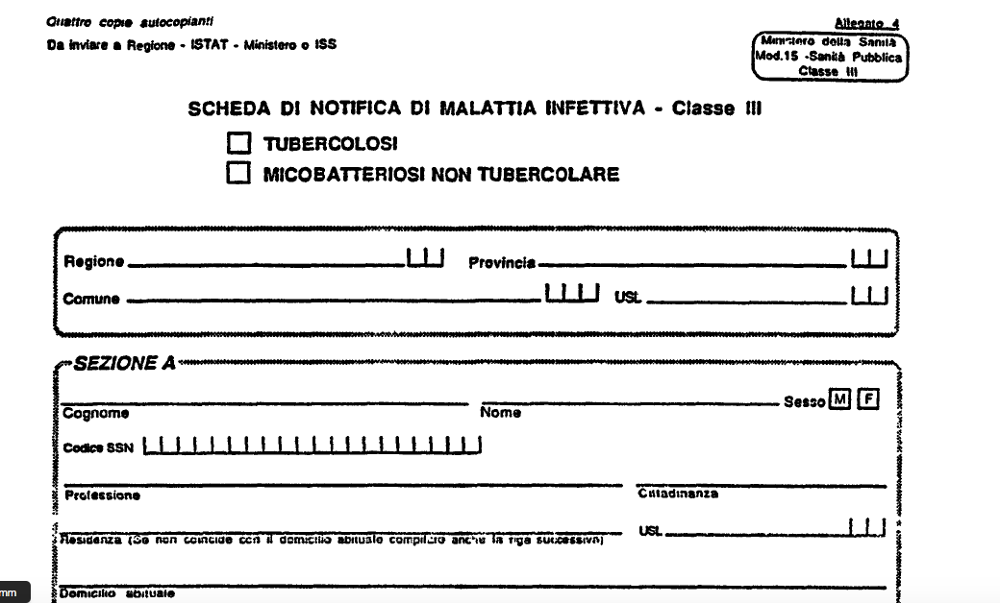 Quattro copie autocopianti
Allegato 4
Da inviare a Regione - ISTAT - Ministero o ISS
Ministero della Sanità
Mod.15 -Sanità Pubblica
Classe III
SCHEDA DI NOTIFICA DI MALATTIA INFETTIVA - Classe III
TUBERCOLOSI
MICOBATTERIOSI NON TUBERCOLARE
Regione Provincia
Comune USL
SEZIONE A
Sesso M F
Cognome Nome
Codice SSN
Professione Cittadinanza
USL
Residenza (Se non coincide con il domicilio abituale compilare anche la riga successiva)
Domicilio abituale
mm